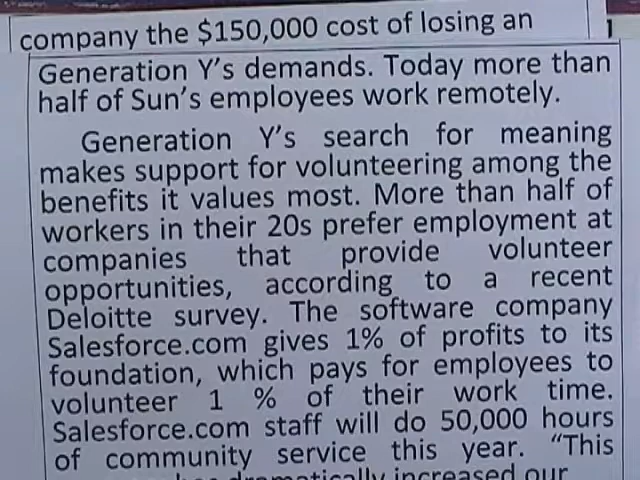 company the $150,000 cost of losing an
Generation Y's demands. Today more than
half of Sun's employees work remotely.
Generation Y's search for meaning
makes support for volunteering among the
benefits it values most. More than half of
workers in their 20s prefer employment at
companies that provide volunteer
opportunities, according to a recent
Deloitte survey. The software company
Salesforce.com gives 1% of profits to its
foundation, which pays for employees to
volunteer 1 % of their work time.
Salesforce.com staff will do 50,000 hours
of community service this year. "This
has dramatically increased our